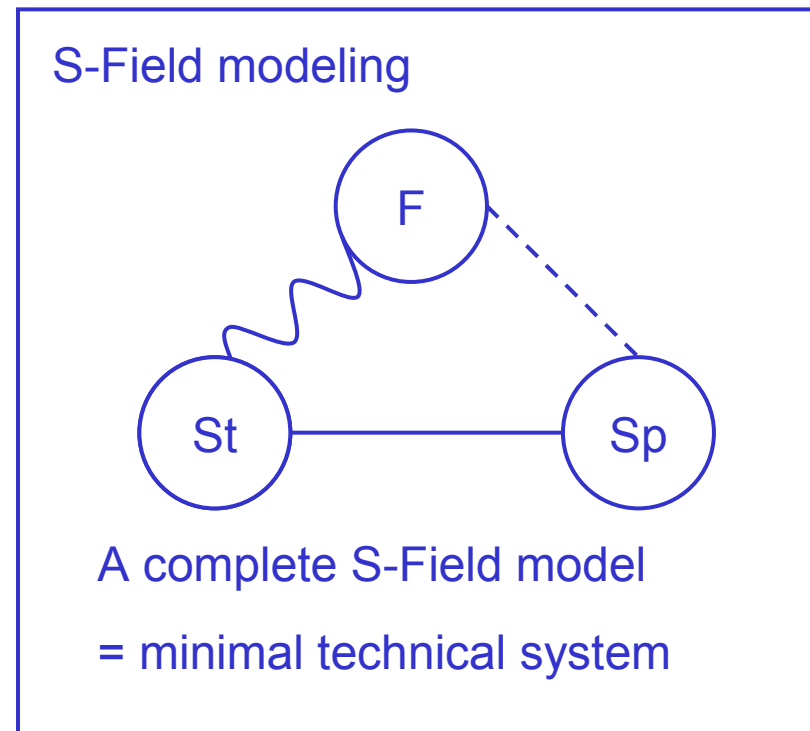 S-Field modeling
F
St
Sp
A complete S-Field model
= minimal technical system